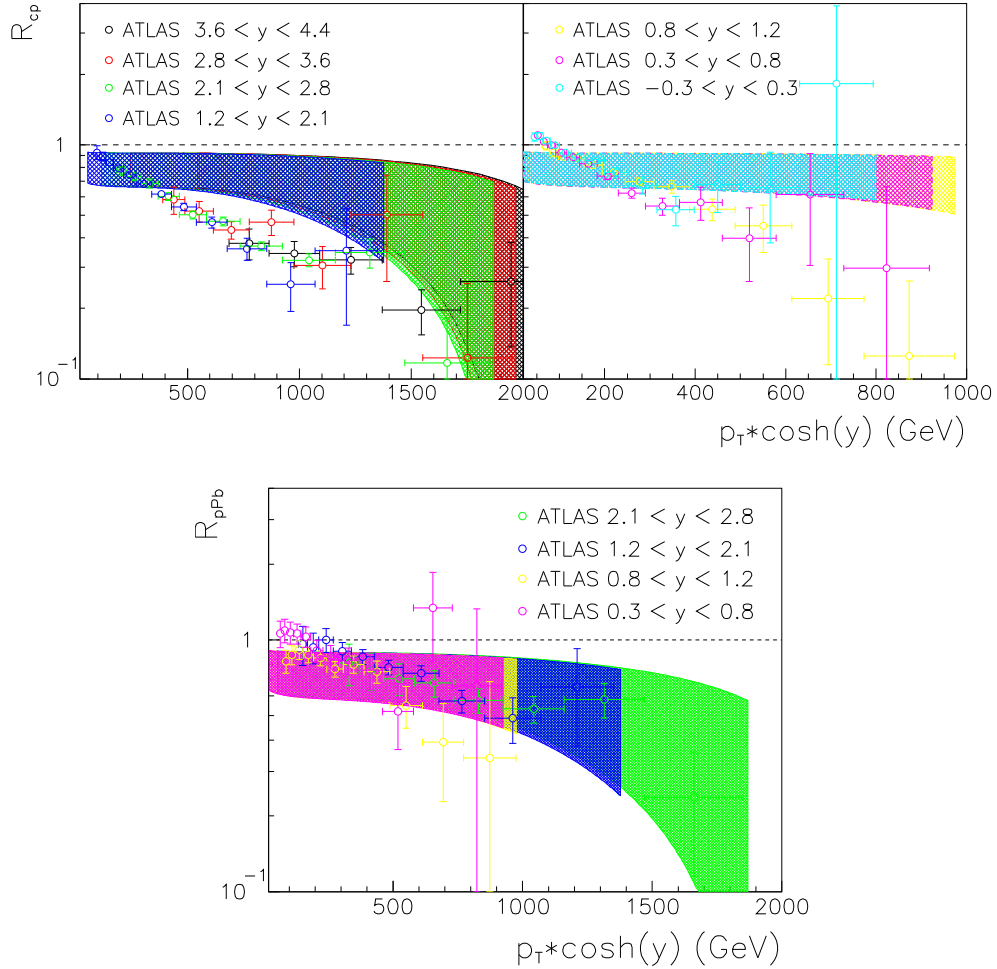 R_cp
ATLAS 3.6 < y < 4.4
ATLAS 2.8 < y < 3.6
ATLAS 2.1 < y < 2.8
ATLAS 1.2 < y < 2.1
ATLAS 0.8 < y < 1.2
ATLAS 0.3 < y < 0.8
ATLAS −0.3 < y < 0.3
1
10⁻¹
500 1000 1500 2000 200 400 600 800 1000
p_T*cosh(y) (GeV)
R_pPb
ATLAS 2.1 < y < 2.8
ATLAS 1.2 < y < 2.1
ATLAS 0.8 < y < 1.2
ATLAS 0.3 < y < 0.8
1
10⁻¹
500 1000 1500 2000
p_T*cosh(y) (GeV)